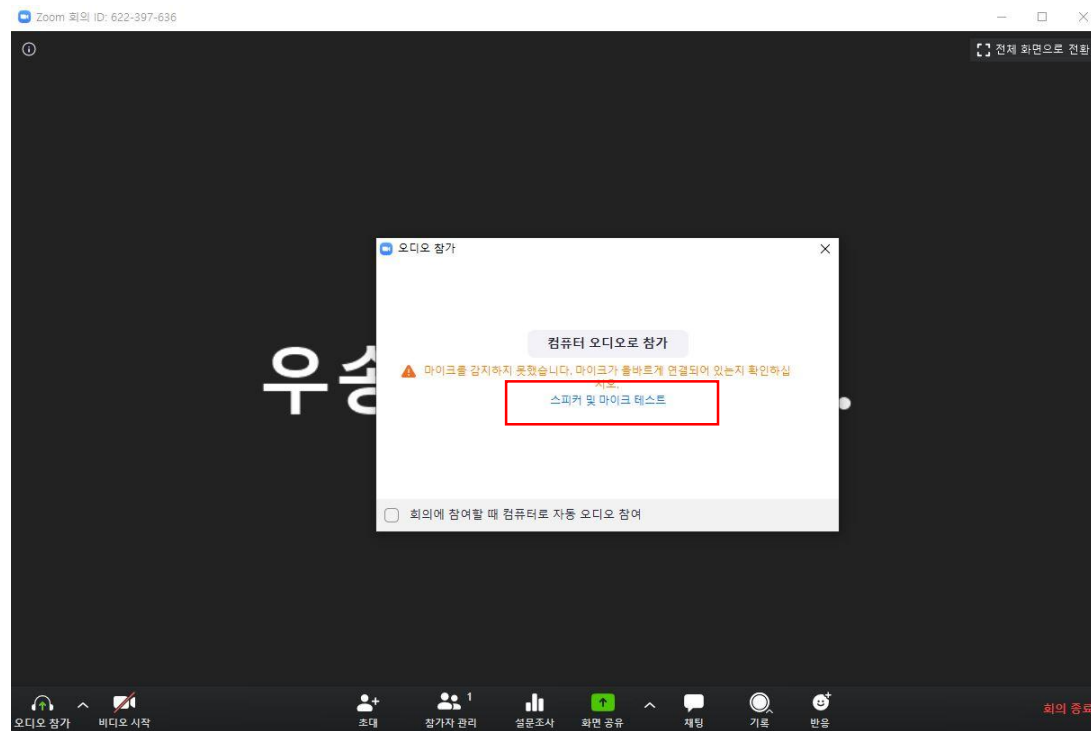 Zoom 회의 ID: 622-397-636
전체 화면으로 전환
오디오 참가
컴퓨터 오디오로 참가
마이크를 감지하지 못했습니다. 마이크가 올바르게 연결되어 있는지 확인하십
시오.
스피커 및 마이크 테스트
우송
회의에 참여할 때 컴퓨터로 자동 오디오 참여
1
오디오 참가
비디오 시작
초대
참가자 관리
설문조사
화면 공유
채팅
기록
반응
회의 종료